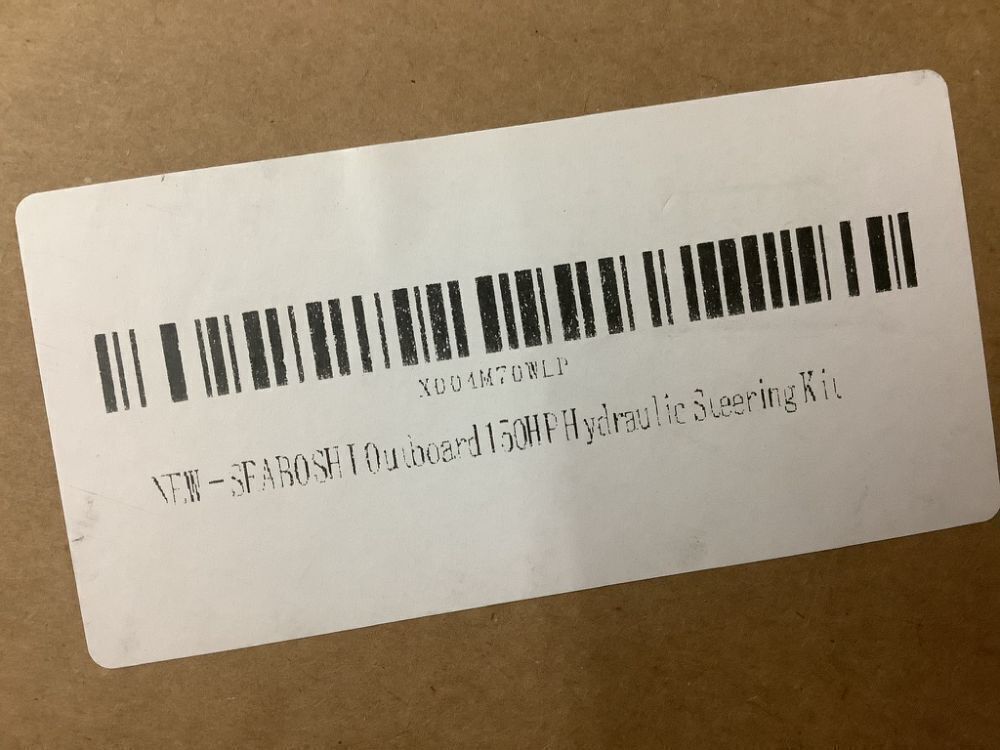 X004M70WLP
NEW-SEABOSHI Outboard 150HP Hydraulic Steering Kit